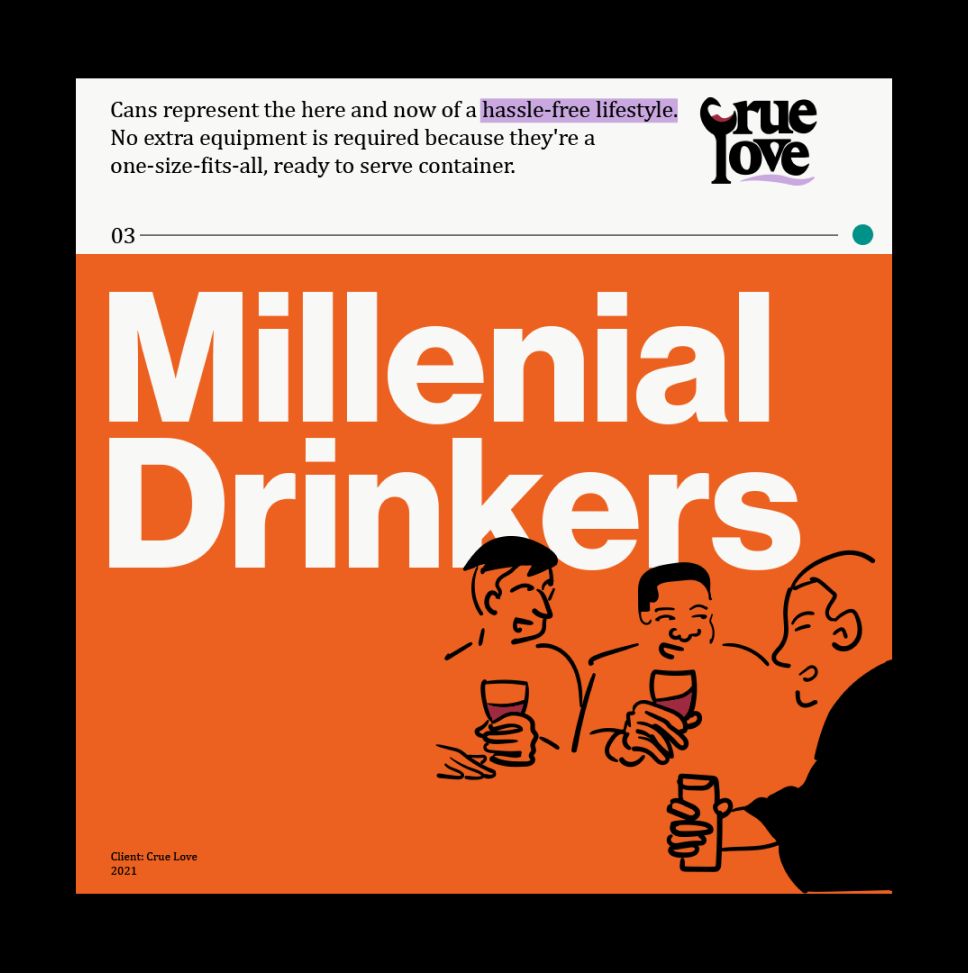 Cans represent the here and now of a hassle-free lifestyle.
No extra equipment is required because they're a
one-size-fits-all, ready to serve container.
Crue
love
03
Millenial
Drinkers
Client: Crue Love
2021